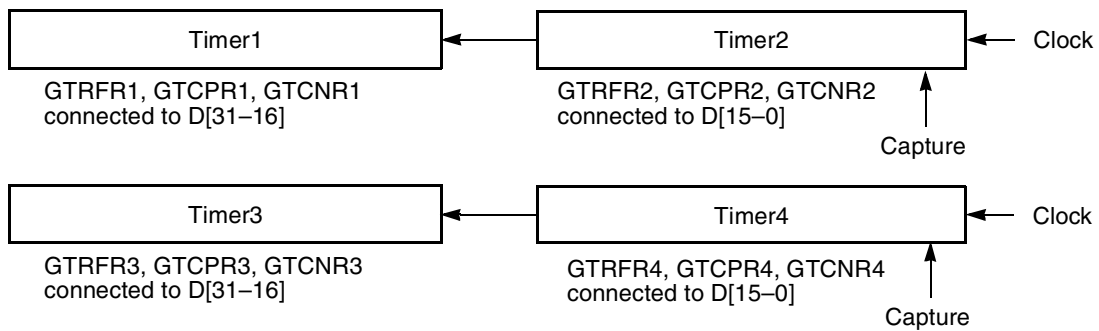 Timer1
Timer2
Clock
GTRFR1, GTCPR1, GTCNR1
connected to D[31–16]
GTRFR2, GTCPR2, GTCNR2
connected to D[15–0]
Capture
Timer3
Timer4
Clock
GTRFR3, GTCPR3, GTCNR3
connected to D[31–16]
GTRFR4, GTCPR4, GTCNR4
connected to D[15–0]
Capture